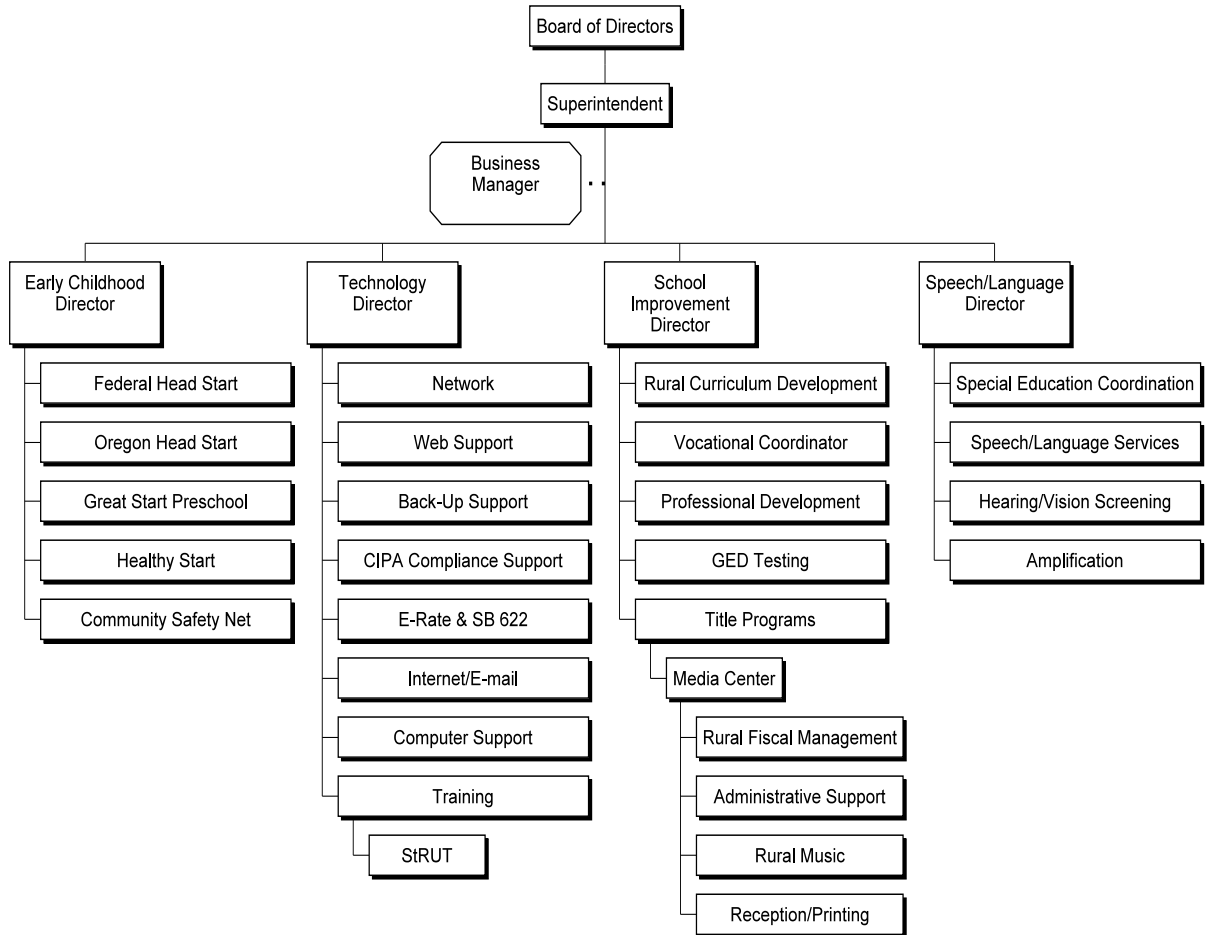 Board of Directors
Superintendent
Business
Manager
Early Childhood
Director
Federal Head Start
Oregon Head Start
Great Start Preschool
Healthy Start
Community Safety Net
Technology
Director
Network
Web Support
Back-Up Support
CIPA Compliance Support
E-Rate & SB 622
Internet/E-mail
Computer Support
Training
StRUT
School
Improvement
Director
Rural Curriculum Development
Vocational Coordinator
Professional Development
GED Testing
Title Programs
Media Center
Rural Fiscal Management
Administrative Support
Rural Music
Reception/Printing
Speech/Language
Director
Special Education Coordination
Speech/Language Services
Hearing/Vision Screening
Amplification